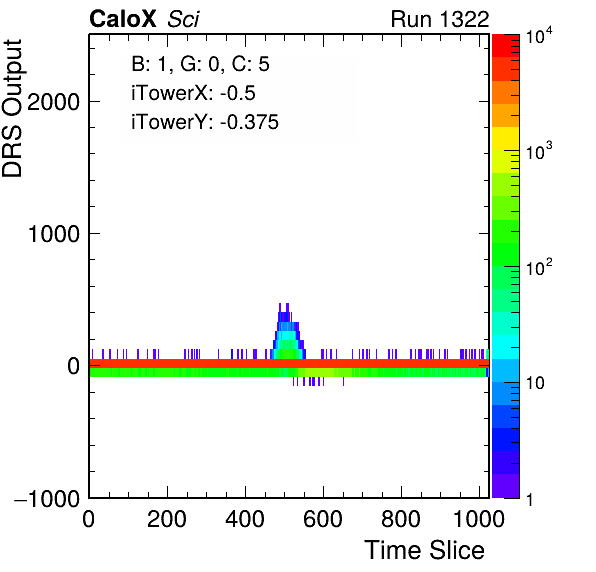 CaloX Sci Run 1322
B: 1, G: 0, C: 5
iTowerX: -0.5
iTowerY: -0.375
DRS Output
2000
1000
0
−1000
0 200 400 600 800 1000
Time Slice
10^4
10^3
10^2
10
1